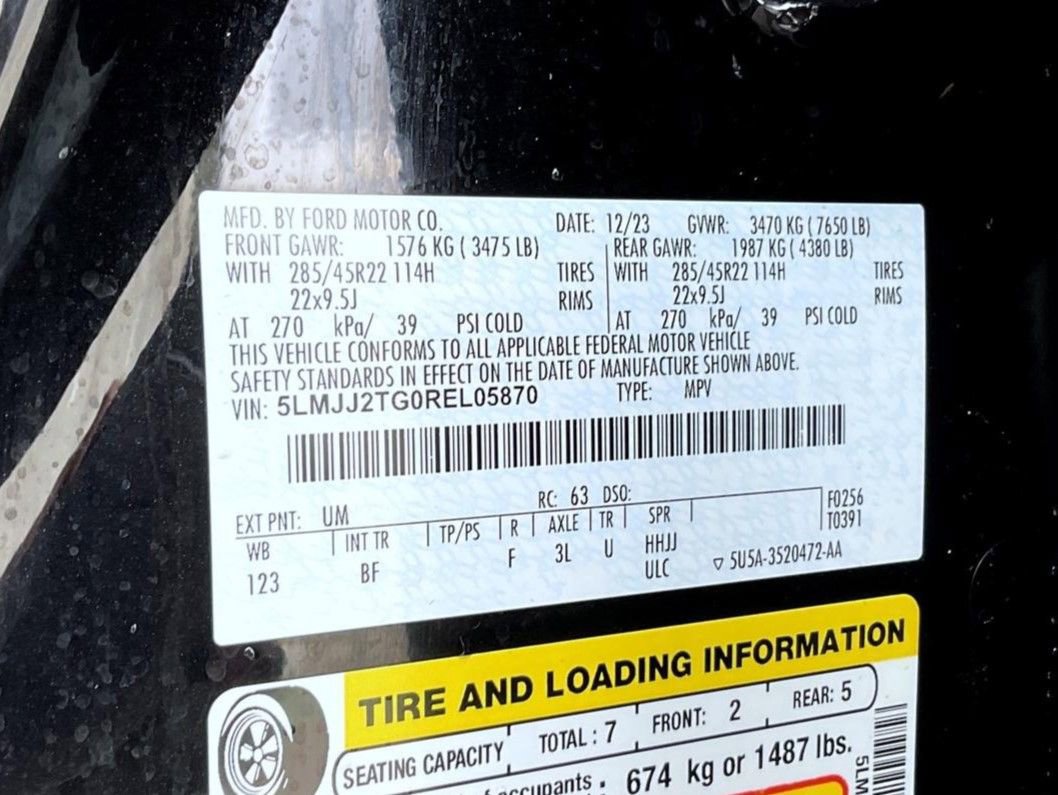 MFD. BY FORD MOTOR CO. DATE: 12/23 GVWR: 3470 KG ( 7650 LB)
FRONT GAWR: 1576 KG ( 3475 LB) REAR GAWR: 1987 KG ( 4380 LB)
WITH 285/45R22 114H TIRES WITH 285/45R22 114H TIRES
22x9.5J RIMS 22x9.5J RIMS
AT 270 kPa/ 39 PSI COLD AT 270 kPa/ 39 PSI COLD
THIS VEHICLE CONFORMS TO ALL APPLICABLE FEDERAL MOTOR VEHICLE
SAFETY STANDARDS IN EFFECT ON THE DATE OF MANUFACTURE SHOWN ABOVE.
VIN: 5LMJJ2TG0REL05870 TYPE: MPV
EXT PNT: UM RC: 63 DSO: F0256
WB INT TR TP/PS R AXLE TR SPR T0391
123 BF F 3L U HHJJ
ULC ▽ 5U5A-3520472-AA
TIRE AND LOADING INFORMATION
SEATING CAPACITY TOTAL : 7 FRONT: 2 REAR: 5
occupants 674 kg or 1487 lbs.
5LM